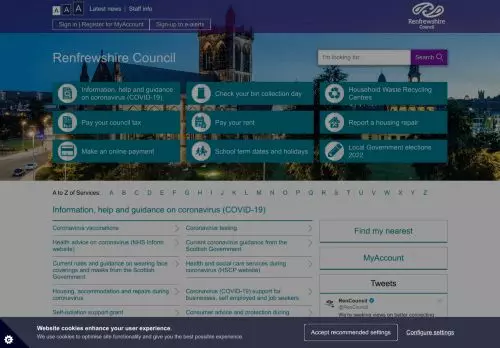 A A A Latest news | Staff info
Sign in | Register for MyAccount Sign-up to e-alerts
Renfrewshire
Council
Renfrewshire Council
I'm looking for... Search
Information, help and guidance
on coronavirus (COVID-19)
Check your bin collection day
Household Waste Recycling
Centres
Pay your council tax
Pay your rent
Report a housing repair
Make an online payment
School term dates and holidays
Local Government elections
2022
A to Z of Services: A B C D E F G H I J K L M N O P Q R S T U V W X Y Z
Information, help and guidance on coronavirus (COVID-19)
Coronavirus vaccinations
Coronavirus testing
Health advice on coronavirus (NHS Inform
website)
Current coronavirus guidance from the
Scottish Government
Current rules and guidance on wearing face
coverings and masks from the Scottish
Government
Health and social care services during
coronavirus (HSCP website)
Housing, accommodation and repairs during
coronavirus
Coronavirus (COVID-19) support for
businesses, self employed and job seekers
Self-isolation support grant
Consumer advice and protection during
Find my nearest
MyAccount
Tweets
RenCouncil
@RenCouncil
We're seeking views on better connecting
Website cookies enhance your user experience.
We use cookies to optimise site functionality and give you the best possible experience.
Accept recommended settings
Configure settings